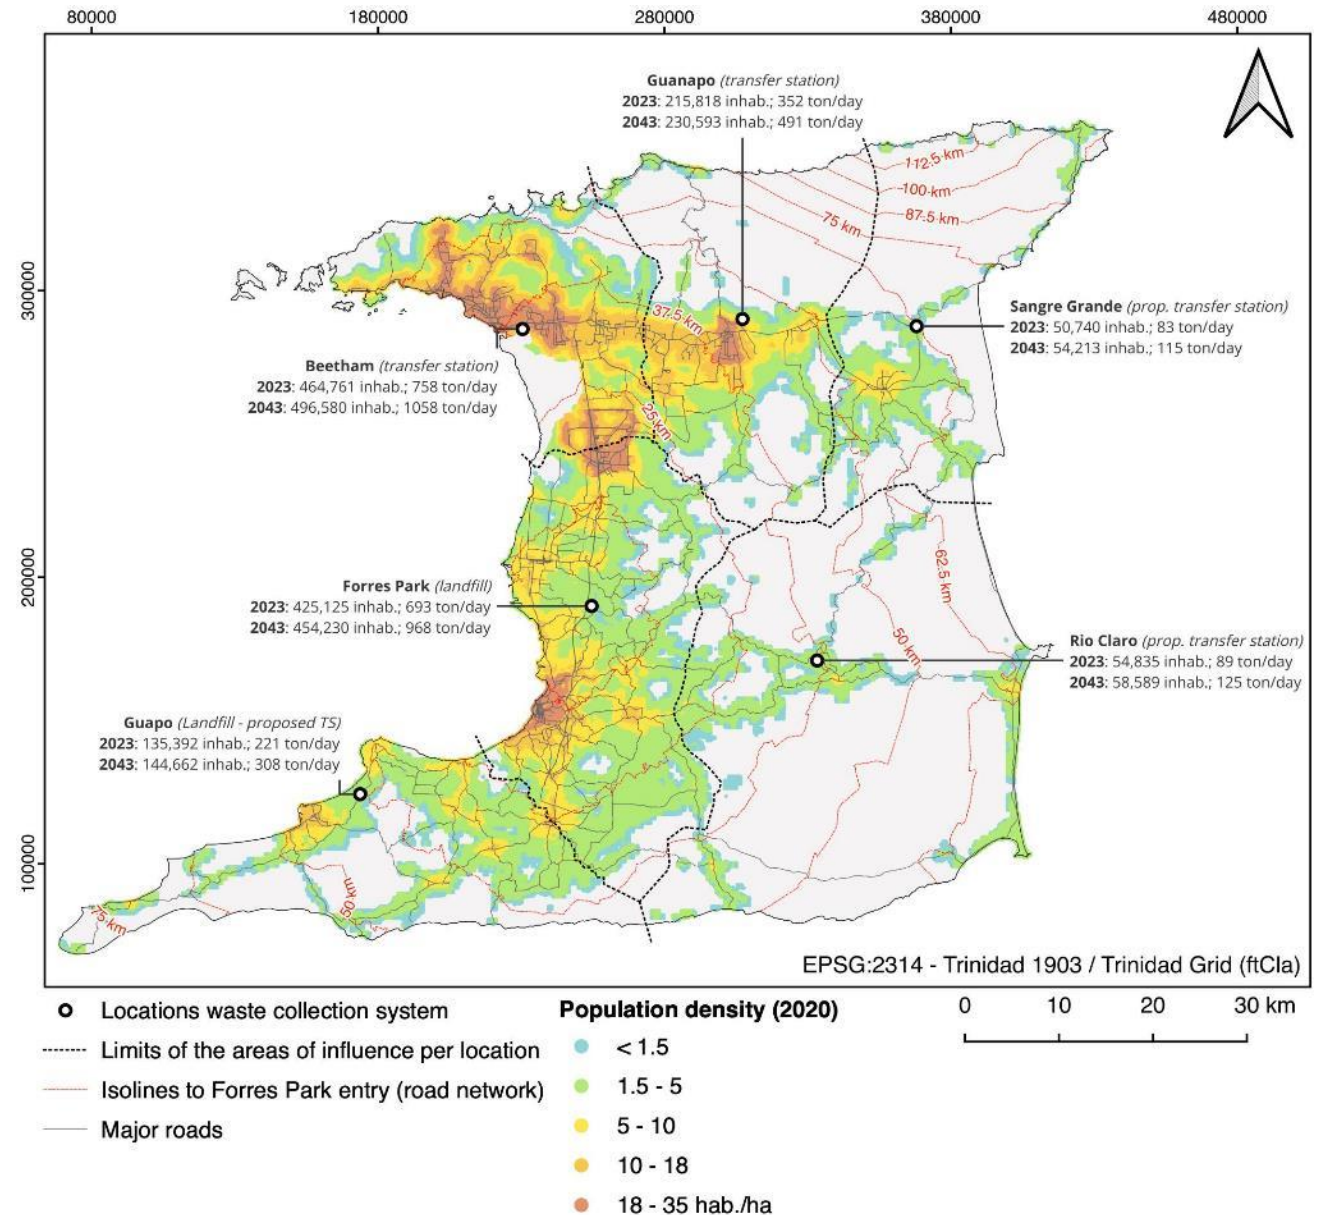 80000
180000
280000
380000
480000
Guanapo (transfer station)
2023: 215,818 inhab.; 352 ton/day
2043: 230,593 inhab.; 491 ton/day
112.5 km
100 km
87.5 km
75 km
300000
37.5 km
Sangre Grande (prop. transfer station)
2023: 50,740 inhab.; 83 ton/day
2043: 54,213 inhab.; 115 ton/day
Beetham (transfer station)
2023: 464,761 inhab.; 758 ton/day
2043: 496,580 inhab.; 1058 ton/day
25 km
200000
62.5 km
Forres Park (landfill)
2023: 425,125 inhab.; 693 ton/day
2043: 454,230 inhab.; 968 ton/day
50 km
Rio Claro (prop. transfer station)
2023: 54,835 inhab.; 89 ton/day
2043: 58,589 inhab.; 125 ton/day
Guapo (Landfill - proposed TS)
2023: 135,392 inhab.; 221 ton/day
2043: 144,662 inhab.; 308 ton/day
100000
50 km
75 km
EPSG:2314 - Trinidad 1903 / Trinidad Grid (ftCla)
Locations waste collection system
Limits of the areas of influence per location
Isolines to Forres Park entry (road network)
Major roads
Population density (2020)
< 1.5
1.5 - 5
5 - 10
10 - 18
18 - 35 hab./ha
0 10 20 30 km